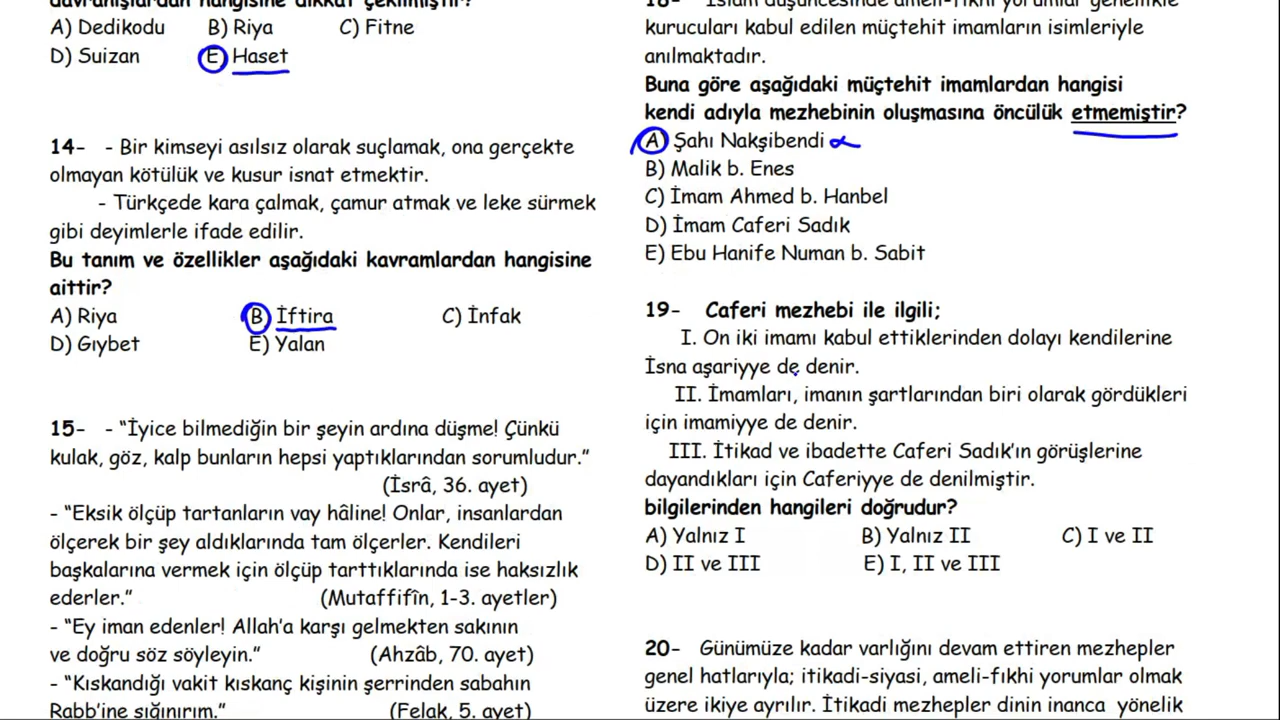 davranışlardan hangisine dikkat çekilmiştir?
A) Dedikodu B) Riya C) Fitne
D) Suizan E) Haset
14- - Bir kimseyi asılsız olarak suçlamak, ona gerçekte
olmayan kötülük ve kusur isnat etmektir.
- Türkçede kara çalmak, çamur atmak ve leke sürmek
gibi deyimlerle ifade edilir.
Bu tanım ve özellikler aşağıdaki kavramlardan hangisine
aittir?
A) Riya B) İftira C) İnfak
D) Gıybet E) Yalan
15- - “İyice bilmediğin bir şeyin ardına düşme! Çünkü
kulak, göz, kalp bunların hepsi yaptıklarından sorumludur.”
(İsrâ, 36. ayet)
- “Eksik ölçüp tartanların vay hâline! Onlar, insanlardan
ölçerek bir şey aldıklarında tam ölçerler. Kendileri
başkalarına vermek için ölçüp tarttıklarında ise haksızlık
ederler.” (Mutaffifîn, 1-3. ayetler)
- “Ey iman edenler! Allah’a karşı gelmekten sakının
ve doğru söz söyleyin.” (Ahzâb, 70. ayet)
- “Kıskandığı vakit kıskanç kişinin şerrinden sabahın
Rabb’ine sığınırım.” (Felak, 5. ayet)
18- İslam düşüncesinde ameli-fıkhi yorumlar genellikle
kurucuları kabul edilen müçtehit imamların isimleriyle
anılmaktadır.
Buna göre aşağıdaki müçtehit imamlardan hangisi
kendi adıyla mezhebinin oluşmasına öncülük etmemiştir?
A) Şahı Nakşibendi
B) Malik b. Enes
C) İmam Ahmed b. Hanbel
D) İmam Caferi Sadık
E) Ebu Hanife Numan b. Sabit
19- Caferi mezhebi ile ilgili;
I. On iki imamı kabul ettiklerinden dolayı kendilerine
İsna aşariyye de denir.
II. İmamları, imanın şartlarından biri olarak gördükleri
için imamiyye de denir.
III. İtikad ve ibadette Caferi Sadık’ın görüşlerine
dayandıkları için Caferiyye de denilmiştir.
bilgilerinden hangileri doğrudur?
A) Yalnız I B) Yalnız II C) I ve II
D) II ve III E) I, II ve III
20- Günümüze kadar varlığını devam ettiren mezhepler
genel hatlarıyla; itikadi-siyasi, ameli-fıkhi yorumlar olmak
üzere ikiye ayrılır. İtikadi mezhepler dinin inanca yönelik